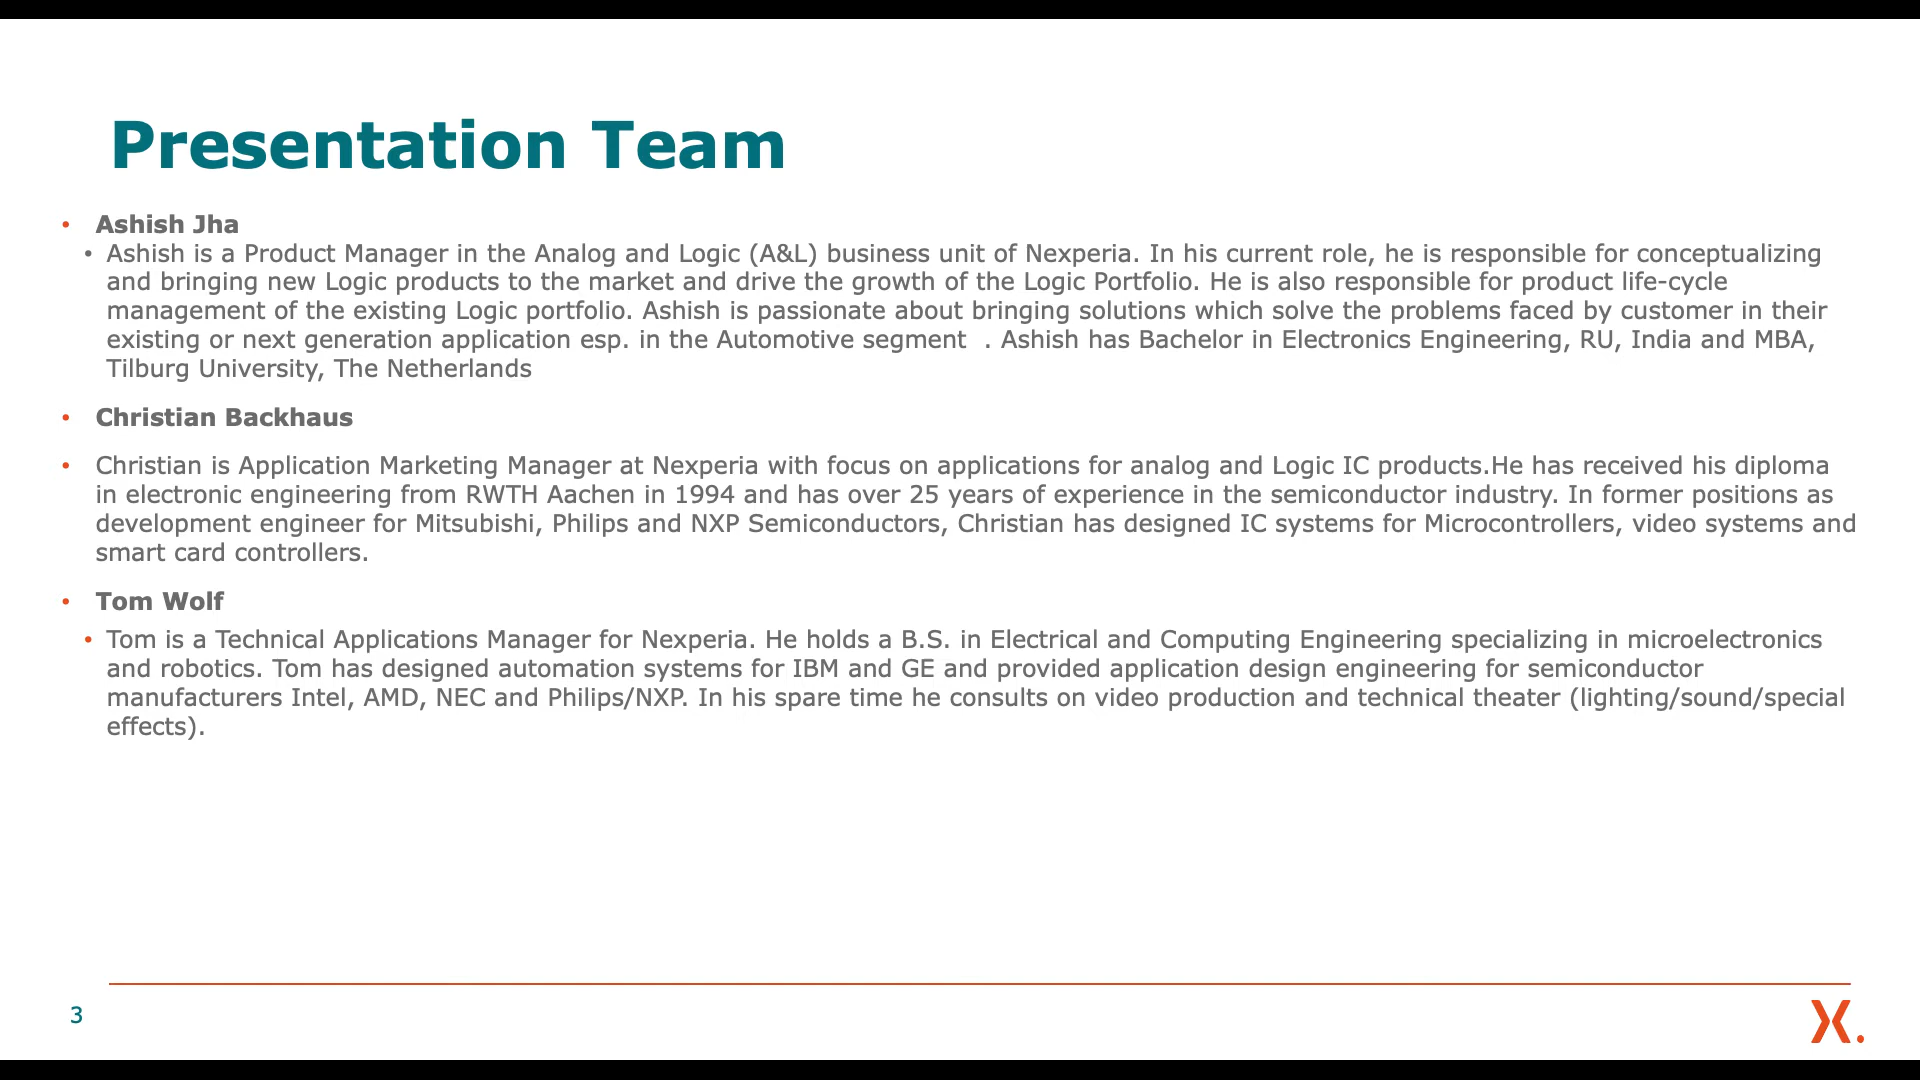 Presentation Team
• Ashish Jha
• Ashish is a Product Manager in the Analog and Logic (A&L) business unit of Nexperia. In his current role, he is responsible for conceptualizing
and bringing new Logic products to the market and drive the growth of the Logic Portfolio. He is also responsible for product life-cycle
management of the existing Logic portfolio. Ashish is passionate about bringing solutions which solve the problems faced by customer in their
existing or next generation application esp. in the Automotive segment  . Ashish has Bachelor in Electronics Engineering, RU, India and MBA,
Tilburg University, The Netherlands
• Christian Backhaus
• Christian is Application Marketing Manager at Nexperia with focus on applications for analog and Logic IC products.He has received his diploma
in electronic engineering from RWTH Aachen in 1994 and has over 25 years of experience in the semiconductor industry. In former positions as
development engineer for Mitsubishi, Philips and NXP Semiconductors, Christian has designed IC systems for Microcontrollers, video systems and
smart card controllers.
• Tom Wolf
• Tom is a Technical Applications Manager for Nexperia. He holds a B.S. in Electrical and Computing Engineering specializing in microelectronics
and robotics. Tom has designed automation systems for IBM and GE and provided application design engineering for semiconductor
manufacturers Intel, AMD, NEC and Philips/NXP. In his spare time he consults on video production and technical theater (lighting/sound/special
effects).
3